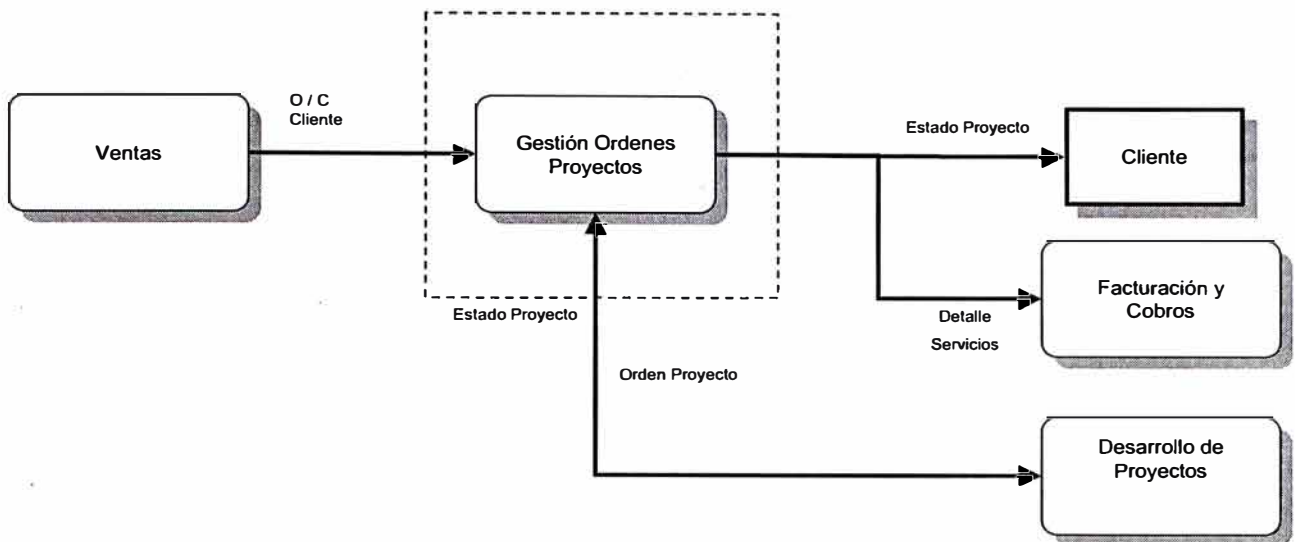 O / C
Cliente
Ventas
Gestión Ordenes
Proyectos
Estado Proyecto
Cliente
Facturación y
Cobros
Estado Proyecto
Detalle
Servicios
Orden Proyecto
Desarrollo de
Proyectos